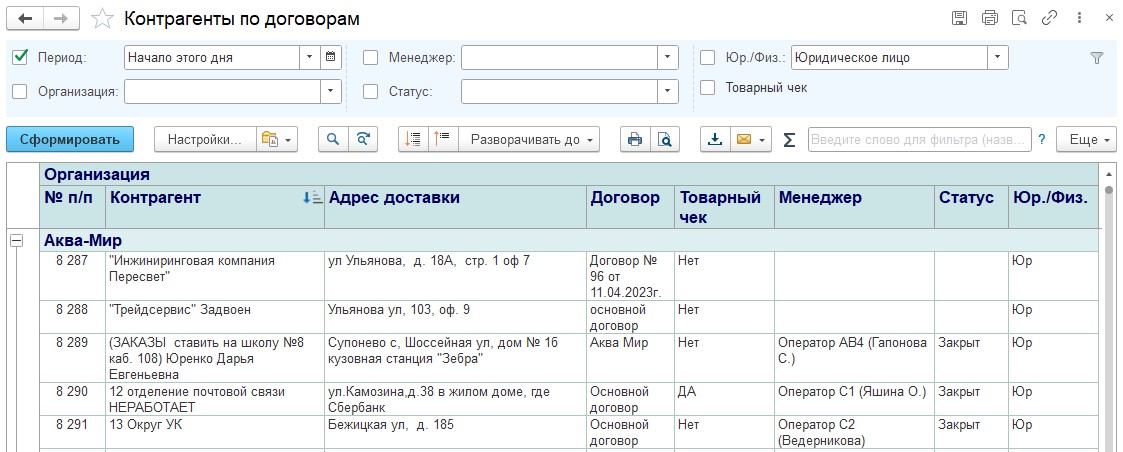 Контрагенты по договорам
Период: Начало этого дня Менеджер: Юр./Физ.: Юридическое лицо
Организация: Статус: Товарный чек
Сформировать Настройки... Разворачивать до Σ Введите слово для фильтра (назв... ? Еще
Организация
№ п/п Контрагент Адрес доставки Договор Товарный Менеджер Статус Юр./Физ.
чек
Аква-Мир
8 287 "Инжиниринговая компания ул Ульянова, д. 18А, стр. 1 оф 7 Договор № Нет Юр
Пересвет" 96 от
11.04.2023г.
8 288 "Трейдсервис" Задвоен Ульянова ул, 103, оф. 9 основной Нет Юр
договор
8 289 (ЗАКАЗЫ ставить на школу №8 Супонево с, Шоссейная ул, дом № 16 Аква Мир Нет Оператор АВ4 (Гапонова Закрыт Юр
каб. 108) Юренко Дарья кузовная станция "Зебра" С.)
Евгеньевна
8 290 12 отделение почтовой связи ул.Камозина,д.38 в жилом доме, где Основной ДА Оператор С1 (Яшина О.) Закрыт Юр
НЕРАБОТАЕТ Сбербанк договор
8 291 13 Округ УК Бежицкая ул, д. 185 Основной Нет Оператор С2 Закрыт Юр
договор (Ведерникова)